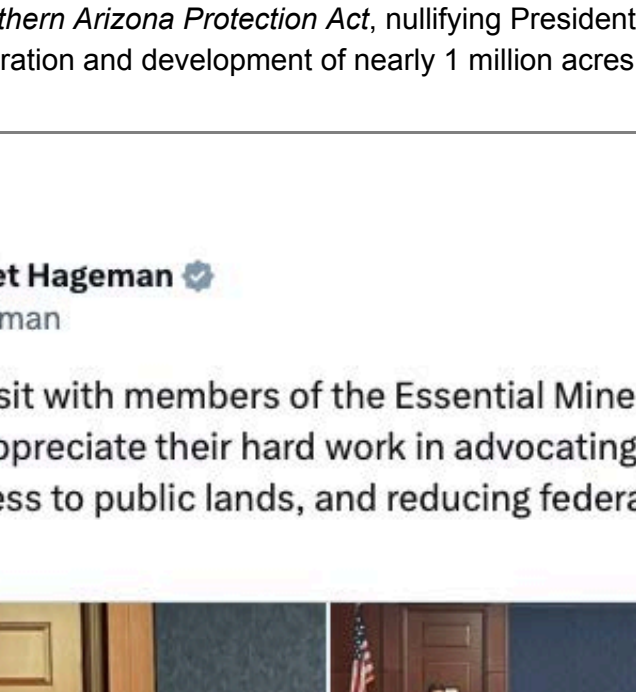 thern Arizona Protection Act, nullifying President
ration and development of nearly 1 million acres
et Hageman
man
sit with members of the Essential Mine
ppreciate their hard work in advocating
ess to public lands, and reducing federa